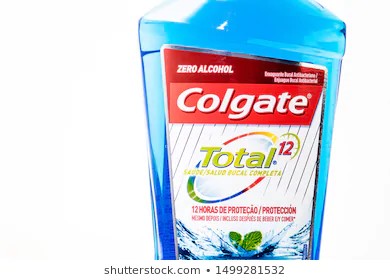 ZERO ALCOHOL
Enxaguante Bucal Antibacteriano /
Enjuague Bucal Antibacterial
Colgate®
Total 12
SAÚDE/SALUD BUCAL COMPLETA
12 HORAS DE PROTEÇÃO / PROTECCIÓN
MESMO DEPOIS / INCLUSO DESPUÉS DE BEBER E/Y COMER*
shutterstock.com • 1499281532